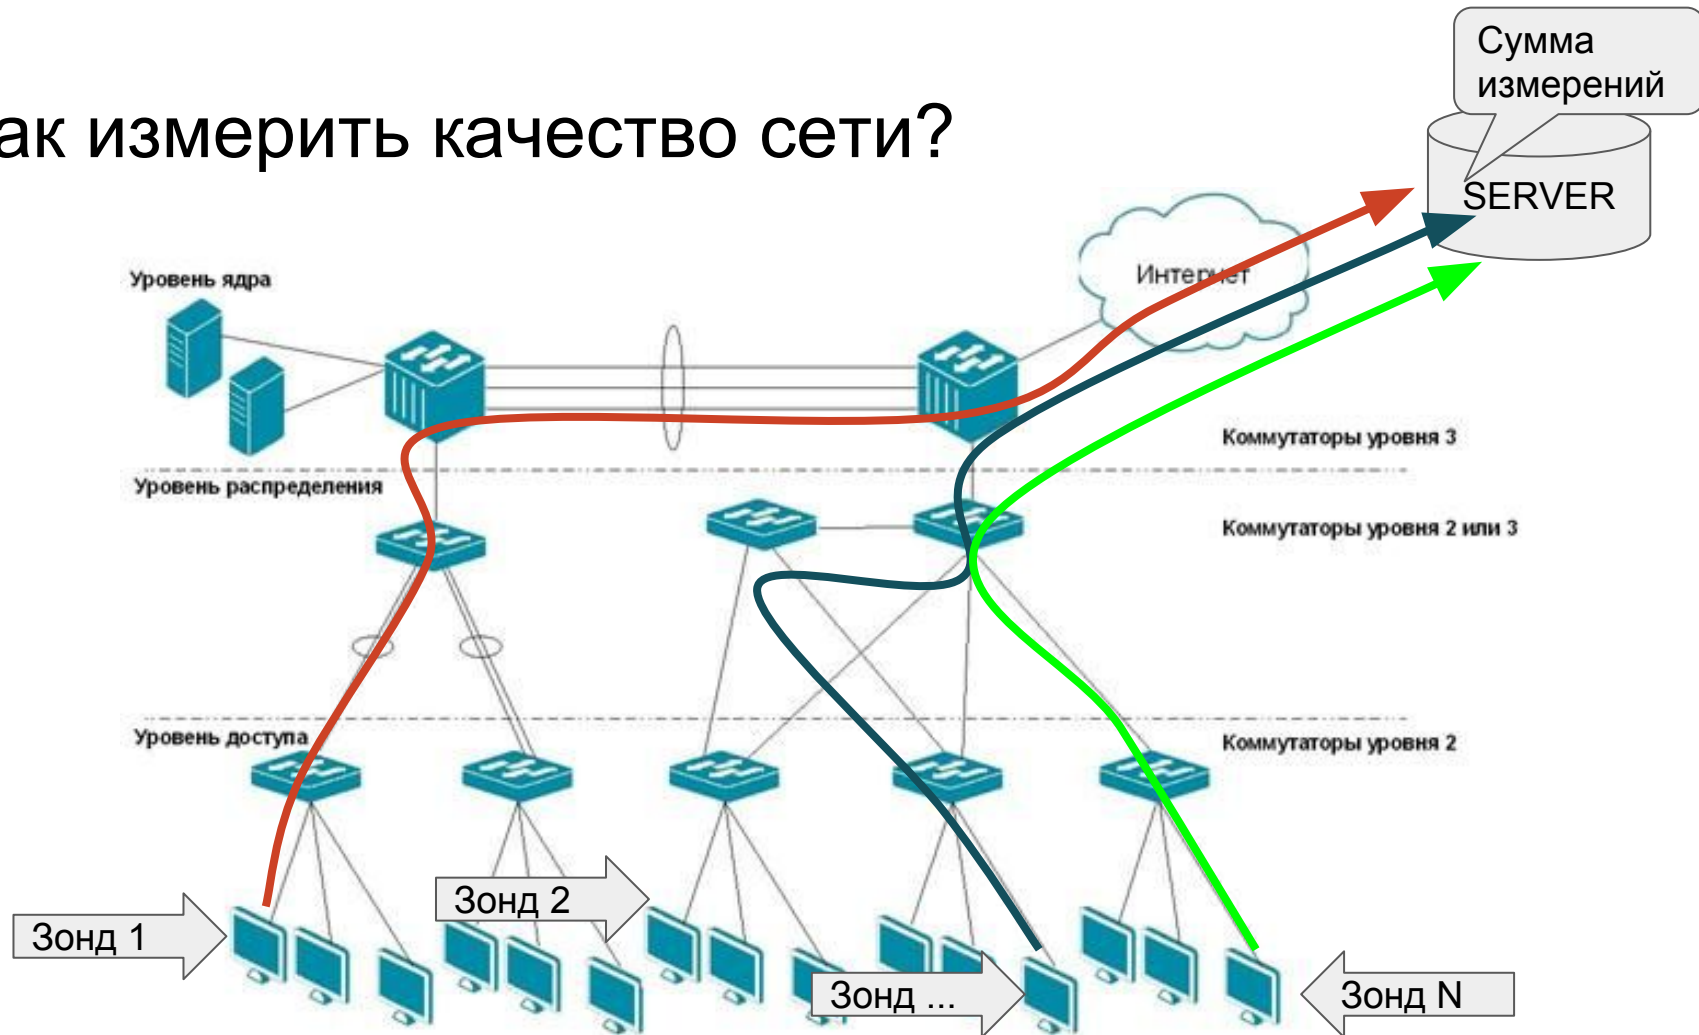 Сумма
измерений
ак измерить качество сети?
SERVER
Интернет
Уровень ядра
Коммутаторы уровня 3
Уровень распределения
Коммутаторы уровня 2 или 3
Уровень доступа
Коммутаторы уровня 2
Зонд 2
Зонд 1
Зонд ...
Зонд N